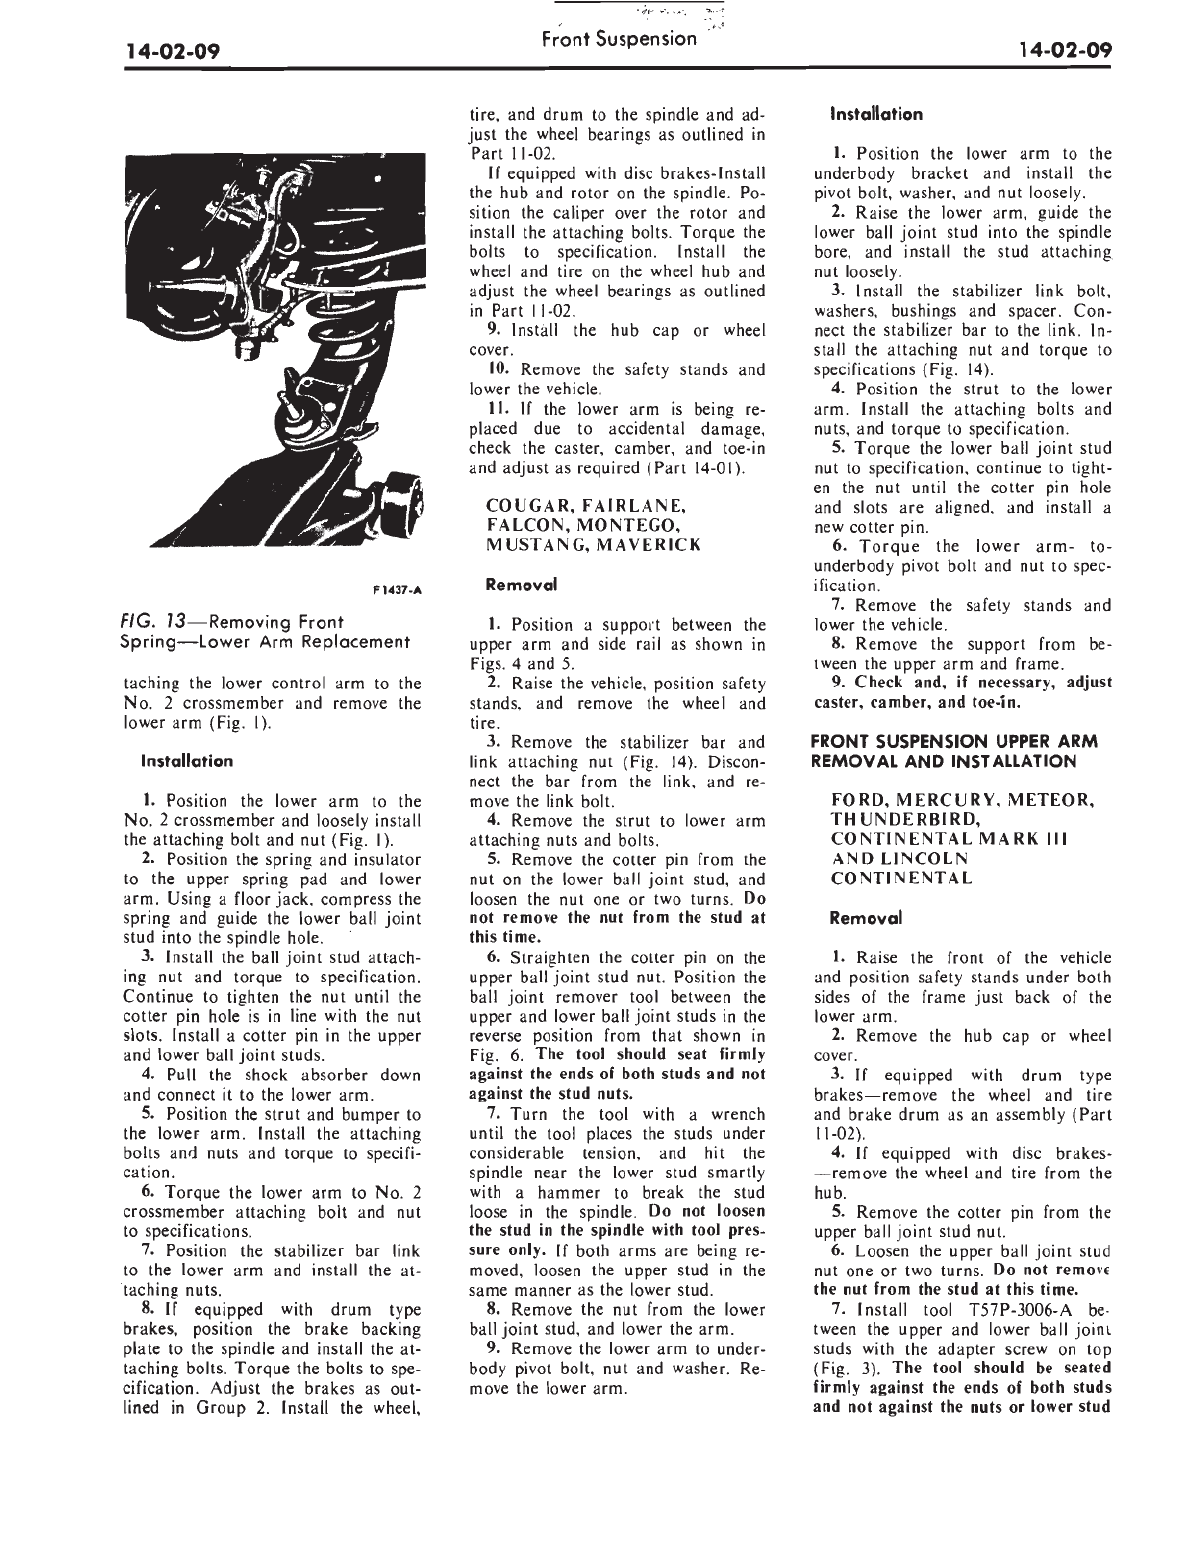 14-02-09
Front Suspension
14-02-09
F1437-A
FIG. 13—Removing Front
Spring—Lower Arm Replacement
taching the lower control arm to the
No. 2 crossmember and remove the
lower arm (Fig. 1).
Installation
1. Position the lower arm to the
No. 2 crossmember and loosely install
the attaching bolt and nut (Fig. 1).
2. Position the spring and insulator
to the upper spring pad and lower
arm. Using a floor jack, compress the
spring and guide the lower ball joint
stud into the spindle hole.
3. Install the ball joint stud attach-
ing nut and torque to specification.
Continue to tighten the nut until the
cotter pin hole is in line with the nut
slots. Install a cotter pin in the upper
and lower ball joint studs.
4. Pull the shock absorber down
and connect it to the lower arm.
5. Position the strut and bumper to
the lower arm. Install the attaching
bolts and nuts and torque to specifi-
cation.
6. Torque the lower arm to No. 2
crossmember attaching bolt and nut
to specifications.
7. Position the stabilizer bar link
to the lower arm and install the at-
taching nuts.
8. If equipped with drum type
brakes, position the brake backing
plate to the spindle and install the at-
taching bolts. Torque the bolts to spe-
cification. Adjust the brakes as out-
lined in Group 2. Install the wheel,
tire, and drum to the spindle and ad-
just the wheel bearings as outlined in
Part 11-02.
If equipped with disc brakes-Install
the hub and rotor on the spindle. Po-
sition the caliper over the rotor and
install the attaching bolts. Torque the
bolts to specification. Install the
wheel and tire on the wheel hub and
adjust the wheel bearings as outlined
in Part 11-02.
9. Install the hub cap or wheel
cover.
10. Remove the safety stands and
lower the vehicle.
11. If the lower arm is being re-
placed due to accidental damage,
check the caster, camber, and toe-in
and adjust as required (Part 14-01).
COUGAR, FAIRLANE,
FALCON, MONTEGO,
MUSTANG, MAVERICK
Removal
1. Position a support between the
upper arm and side rail as shown in
Figs. 4 and 5.
2. Raise the vehicle, position safety
stands, and remove the wheel and
tire.
3. Remove the stabilizer bar and
link attaching nut (Fig. 14). Discon-
nect the bar from the link, and re-
move the link bolt.
4. Remove the strut to lower arm
attaching nuts and bolts.
5. Remove the cotter pin from the
nut on the lower ball joint stud, and
loosen the nut one or two turns. Do
not remove the nut from the stud at
this time.
6. Straighten the cotter pin on the
upper ball joint stud nut. Position the
ball joint remover tool between the
upper and lower ball joint studs in the
reverse position from that shown in
Fig. 6. The tool should seat firmly
against the ends of both studs and not
against the stud nuts.
7. Turn the tool with a wrench
until the tool places the studs under
considerable tension, and hit the
spindle near the lower stud smartly
with a hammer to break the stud
loose in the spindle. Do not loosen
the stud in the spindle with tool pres-
sure only. If both arms are being re-
moved, loosen the upper stud in the
same manner as the lower stud.
8. Remove the nut from the lower
ball joint stud, and lower the arm.
9. Remove the lower arm to under-
body pivot bolt, nut and washer. Re-
move the lower arm.
Installation
1. Position the lower arm to the
underbody bracket and install the
pivot bolt, washer, and nut loosely.
2. Raise the lower arm, guide the
lower ball joint stud into the spindle
bore, and install the stud attaching
nut loosely.
3. Install the stabilizer link bolt,
washers, bushings and spacer. Con-
nect the stabilizer bar to the link. In-
stall the attaching nut and torque to
specifications (Fig. 14).
4. Position the strut to the lower
arm. Install the attaching bolts and
nuts, and torque to specification.
5. Torque the lower ball joint stud
nut to specification, continue to tight-
en the nut until the cotter pin hole
and slots are aligned, and install a
new cotter pin.
6. Torque the lower arm- to-
underbody pivot bolt and nut to spec-
ification.
7. Remove the safety stands and
lower the vehicle.
8. Remove the support from be-
tween the upper arm and frame.
9. Check and, if necessary, adjust
caster, camber, and toe-in.
FRONT SUSPENSION UPPER ARM
REMOVAL AND INSTALLATION
FORD, MERCURY, METEOR,
THUNDERBIRD,
CONTINENTAL MARK III
AND LINCOLN
CONTINENTAL
Removal
1. Raise the front of the vehicle
and position safety stands under both
sides of the frame just back of the
lower arm.
2. Remove the hub cap or wheel
cover.
3. If equipped with drum type
brakes—remove the wheel and tire
and brake drum as an assembly (Part
11-02).
4. If equipped with disc brakes-
—remove the wheel and tire from the
hub.
5. Remove the cotter pin from the
upper ball joint stud nut.
6. Loosen the upper ball joint stud
nut one or two turns. Do not remove
the nut from the stud at this time.
7. Install tool T57P-3006-A be-
tween the upper and lower ball joint
studs with the adapter screw on top
(Fig. 3). The tool should be seated
firmly against the ends of both studs
and not against the nuts or lower stud